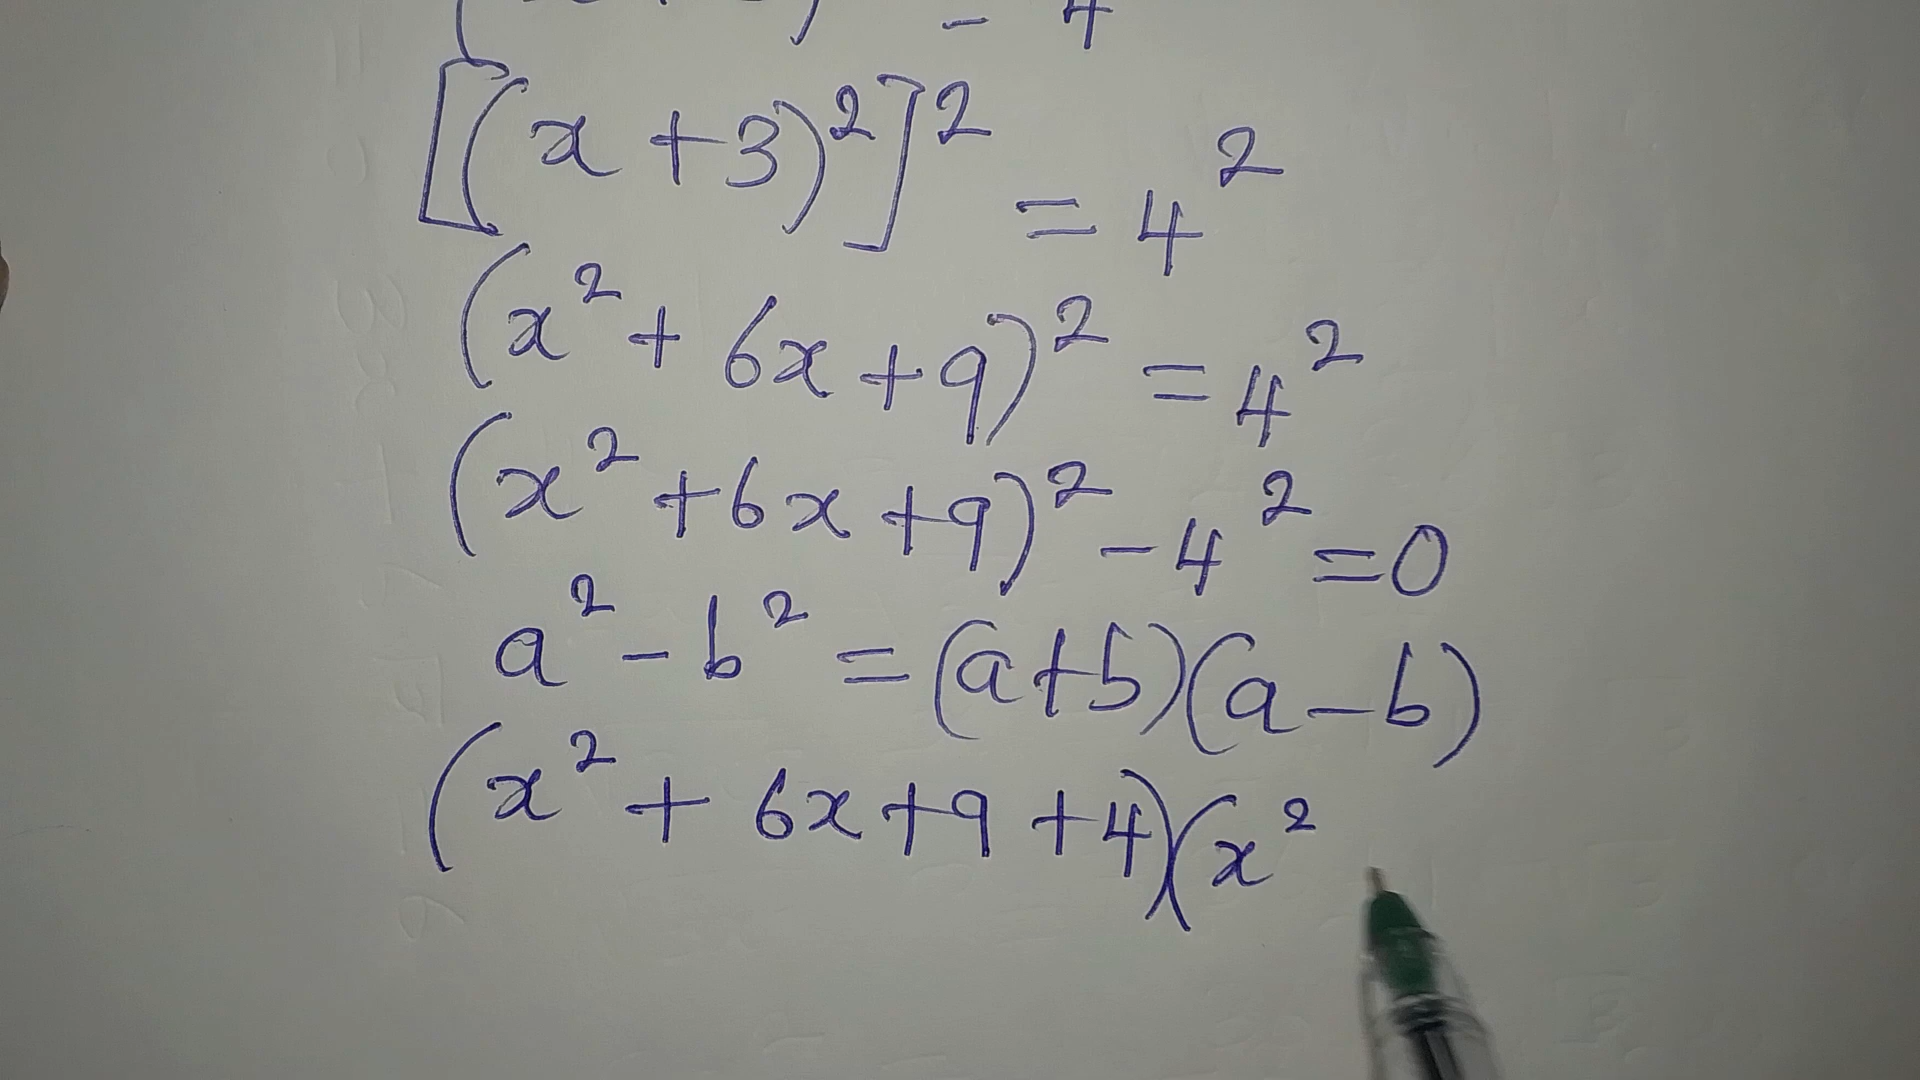 - 4
[(x + 3)²]² = 4²
(x² + 6x + 9)² = 4²
(x² + 6x + 9)² - 4² = 0
a² - b² = (a + b)(a - b)
(x² + 6x + 9 + 4)(x²